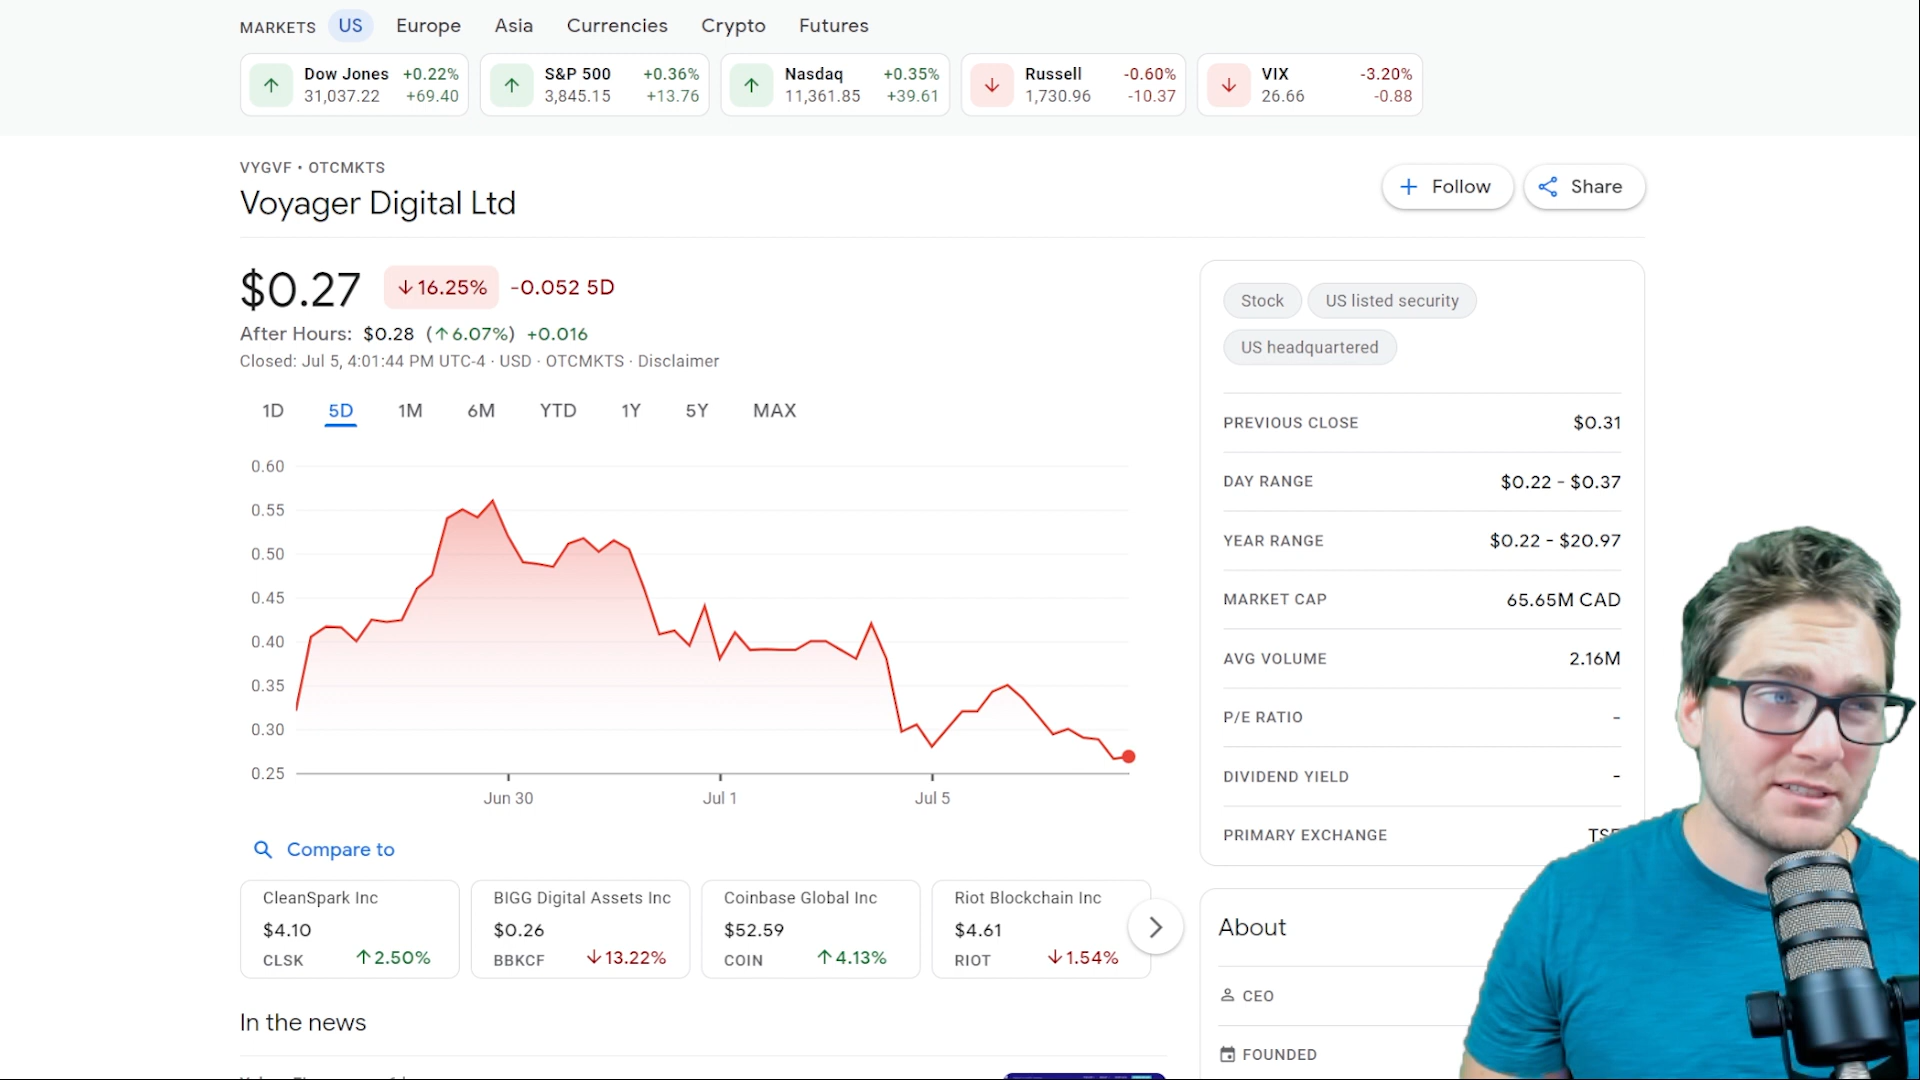 MARKETS US Europe Asia Currencies Crypto Futures
Dow Jones +0.22% S&P 500 +0.36% Nasdaq +0.35% Russell -0.60% VIX -3.20%
31,037.22 +69.40 3,845.15 +13.76 11,361.85 +39.61 1,730.96 -10.37 26.66 -0.88
VYGVF • OTCMKTS
Voyager Digital Ltd
Follow Share
$0.27 ↓16.25% -0.052 5D
After Hours: $0.28 (↑6.07%) +0.016
Closed: Jul 5, 4:01:44 PM UTC-4 · USD · OTCMKTS · Disclaimer
1D 5D 1M 6M YTD 1Y 5Y MAX
0.60
0.55
0.50
0.45
0.40
0.35
0.30
0.25
Jun 30 Jul 1 Jul 5
Compare to
CleanSpark Inc
$4.10
CLSK ↑2.50%
BIGG Digital Assets Inc
$0.26
BBKCF ↓13.22%
Coinbase Global Inc
$52.59
COIN ↑4.13%
Riot Blockchain Inc
$4.61
RIOT ↓1.54%
In the news
Stock US listed security
US headquartered
PREVIOUS CLOSE $0.31
DAY RANGE $0.22 - $0.37
YEAR RANGE $0.22 - $20.97
MARKET CAP 65.65M CAD
AVG VOLUME 2.16M
P/E RATIO -
DIVIDEND YIELD -
PRIMARY EXCHANGE
About
CEO
FOUNDED